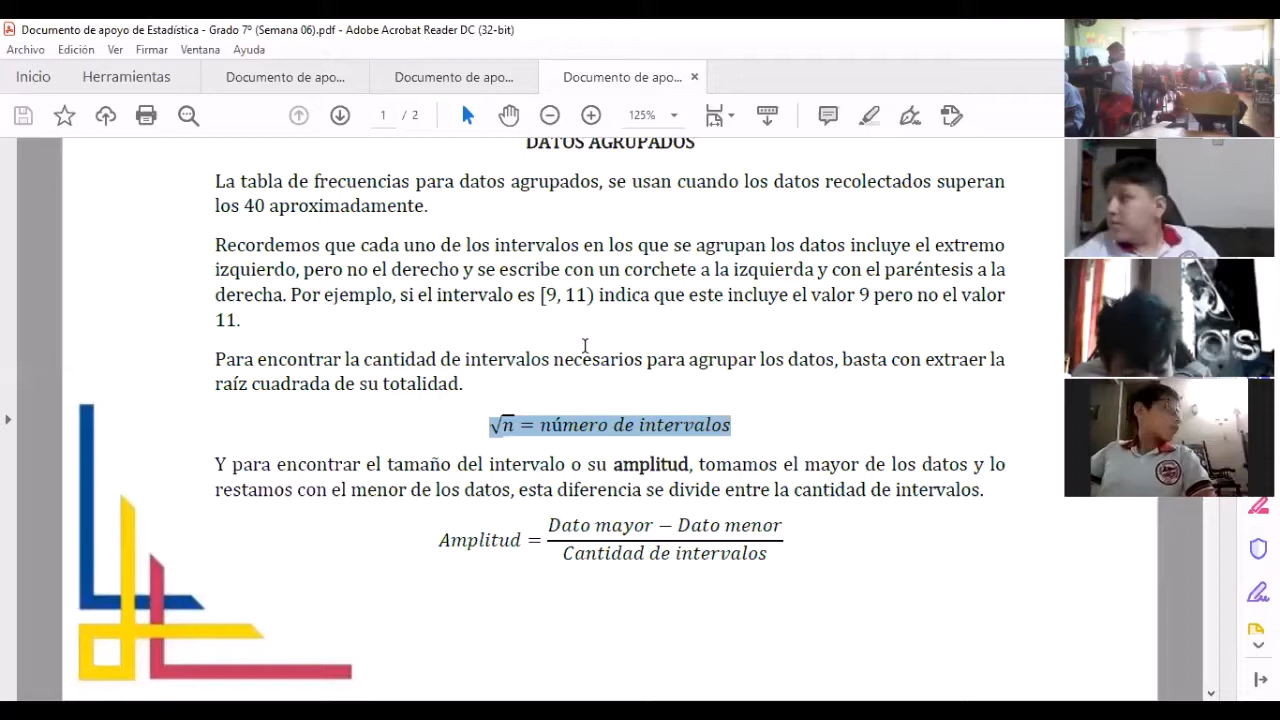 Documento de apoyo de Estadística - Grado 7º (Semana 06).pdf - Adobe Acrobat Reader DC (32-bit)
Archivo Edición Ver Firmar Ventana Ayuda
Inicio Herramientas Documento de apo... Documento de apo... Documento de apo... ×
1 / 2 125%
DATOS AGRUPADOS
La tabla de frecuencias para datos agrupados, se usan cuando los datos recolectados superan
los 40 aproximadamente.
Recordemos que cada uno de los intervalos en los que se agrupan los datos incluye el extremo
izquierdo, pero no el derecho y se escribe con un corchete a la izquierda y con el paréntesis a la
derecha. Por ejemplo, si el intervalo es [9, 11) indica que este incluye el valor 9 pero no el valor
11.
Para encontrar la cantidad de intervalos necesarios para agrupar los datos, basta con extraer la
raíz cuadrada de su totalidad.
√n = número de intervalos
Y para encontrar el tamaño del intervalo o su amplitud, tomamos el mayor de los datos y lo
restamos con el menor de los datos, esta diferencia se divide entre la cantidad de intervalos.
Dato mayor − Dato menor
Amplitud =
Cantidad de intervalos
as